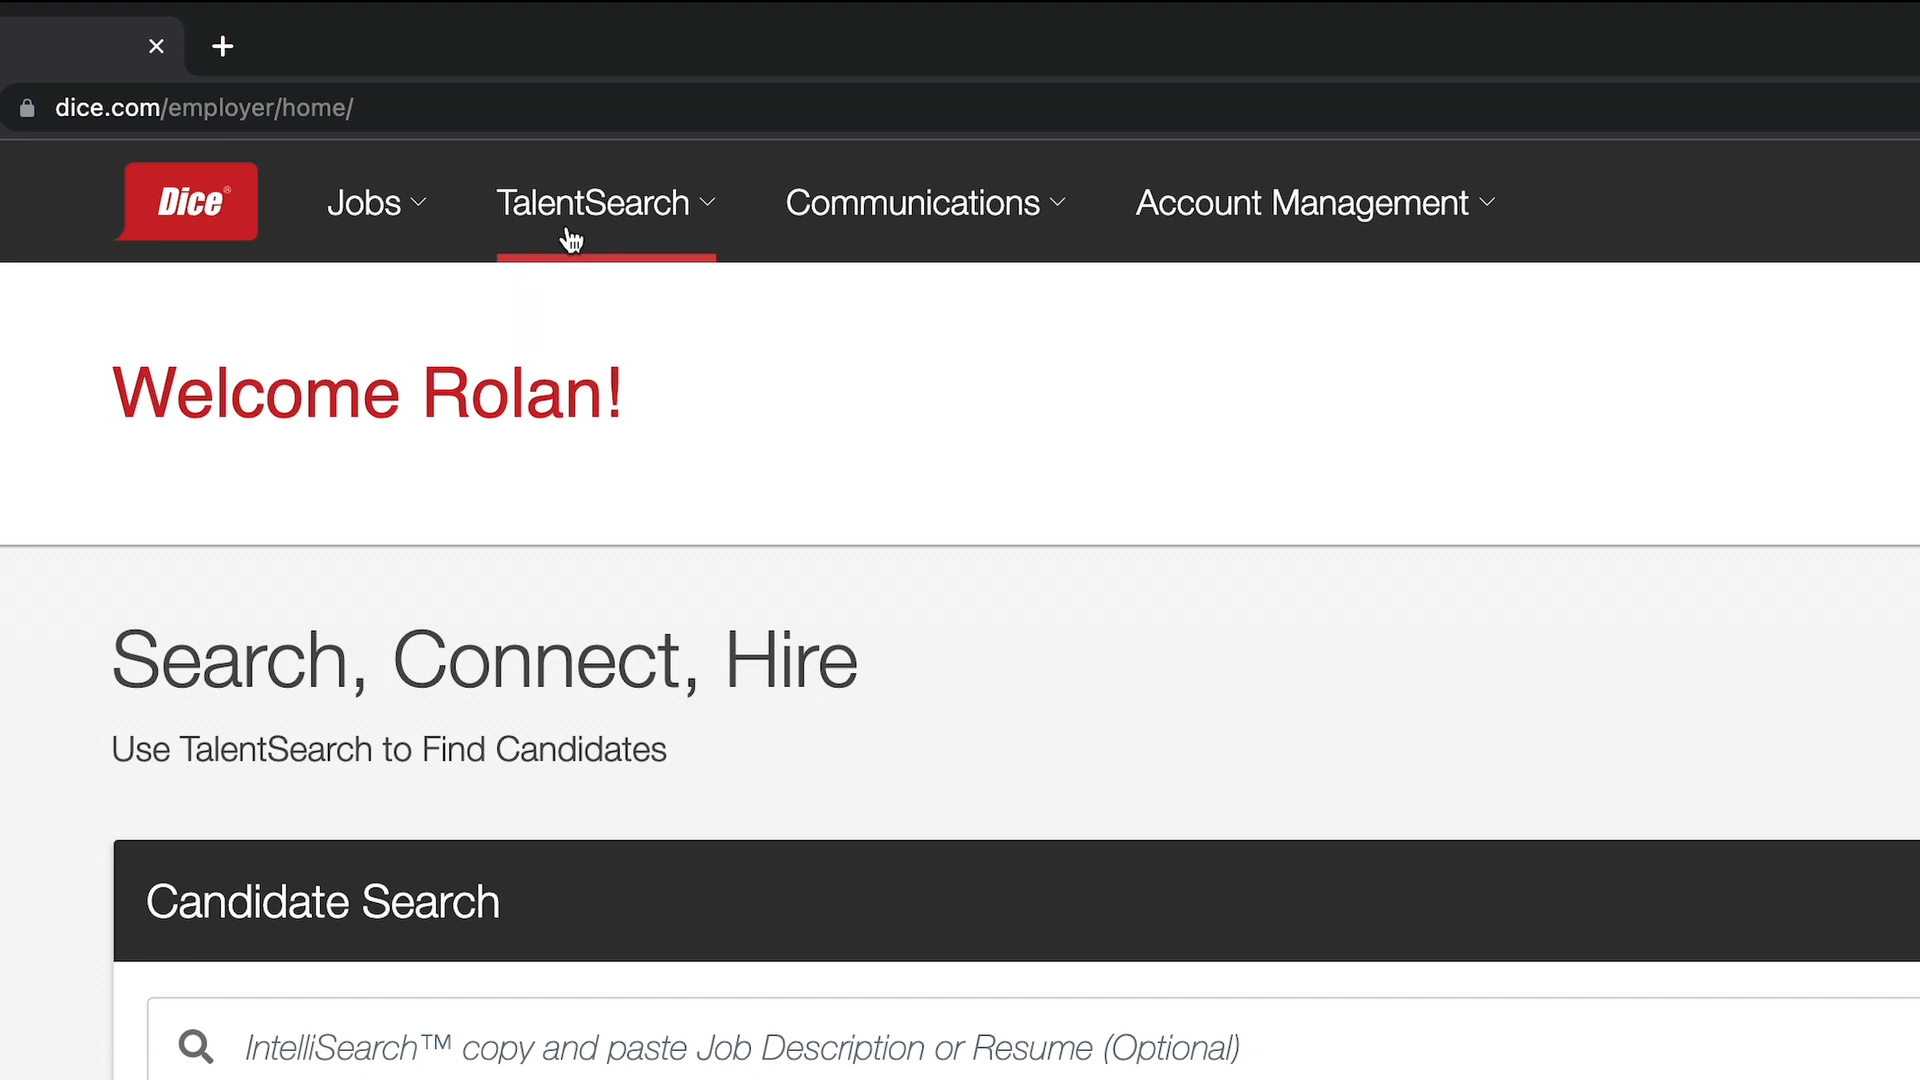 dice.com/employer/home/
Dice®
Jobs
TalentSearch
Communications
Account Management
Welcome Rolan!
Search, Connect, Hire
Use TalentSearch to Find Candidates
Candidate Search
IntelliSearch™ copy and paste Job Description or Resume (Optional)